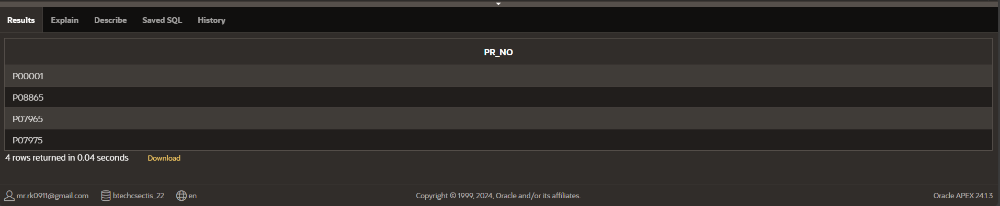 Results Explain Describe Saved SQL History
PR_NO
P00001
P08865
P07965
P07975
4 rows returned in 0.04 seconds Download
mr.rk0911@gmail.com btechcsectis_22 en Copyright © 1999, 2024, Oracle and/or its affiliates. Oracle APEX 24.1.3